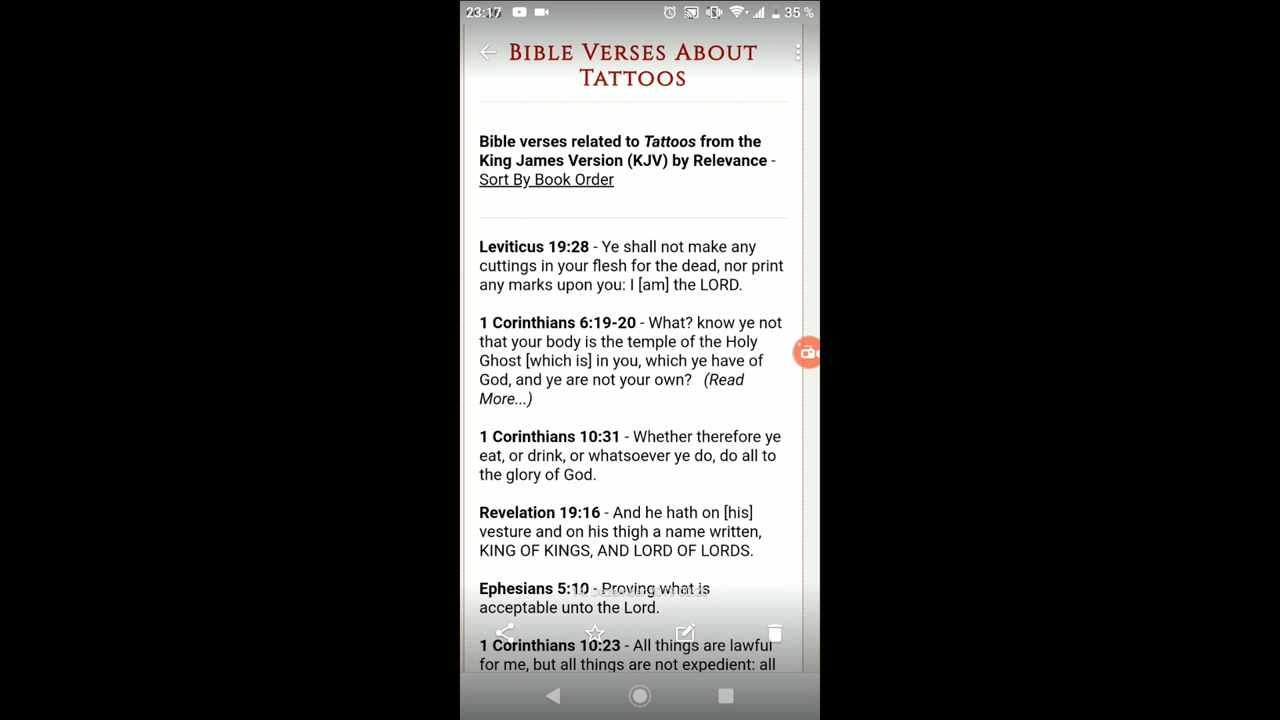 23:17 35 %
BIBLE VERSES ABOUT
TATTOOS
Bible verses related to Tattoos from the
King James Version (KJV) by Relevance -
Sort By Book Order
Leviticus 19:28 - Ye shall not make any
cuttings in your flesh for the dead, nor print
any marks upon you: I [am] the LORD.
1 Corinthians 6:19-20 - What? know ye not
that your body is the temple of the Holy
Ghost [which is] in you, which ye have of
God, and ye are not your own? (Read
More...)
1 Corinthians 10:31 - Whether therefore ye
eat, or drink, or whatsoever ye do, do all to
the glory of God.
Revelation 19:16 - And he hath on [his]
vesture and on his thigh a name written,
KING OF KINGS, AND LORD OF LORDS.
Ephesians 5:10 - Proving what is
acceptable unto the Lord.
1 Corinthians 10:23 - All things are lawful
for me, but all things are not expedient: all